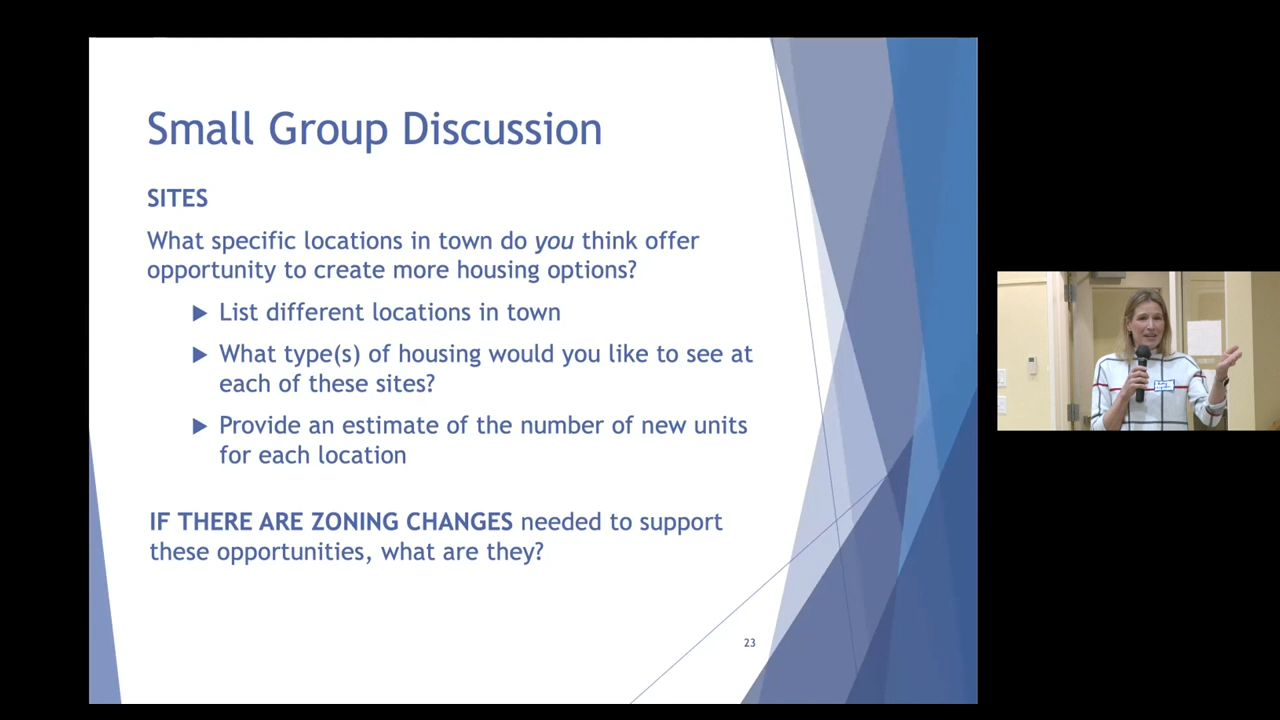 Small Group Discussion
SITES
What specific locations in town do you think offer
opportunity to create more housing options?
List different locations in town
What type(s) of housing would you like to see at
each of these sites?
Provide an estimate of the number of new units
for each location
IF THERE ARE ZONING CHANGES needed to support
these opportunities, what are they?
23